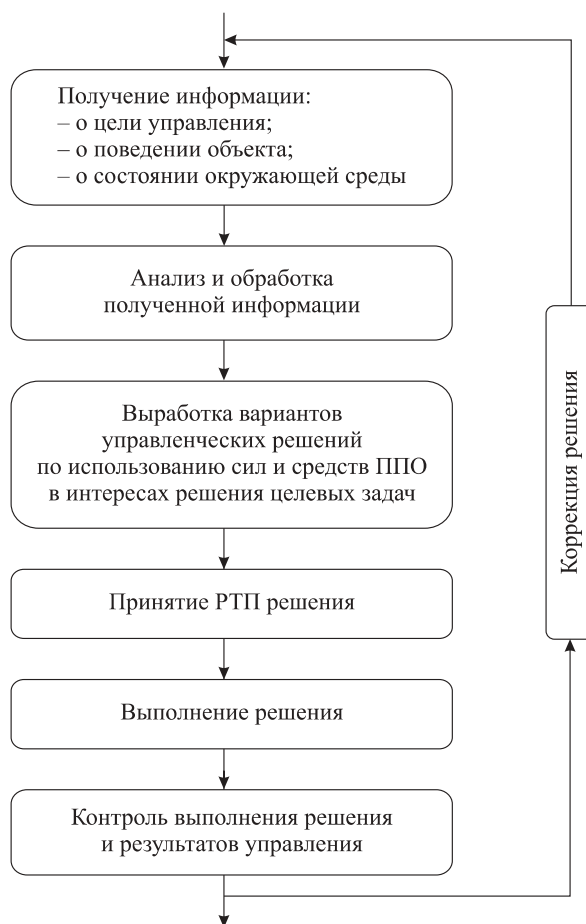 Получение информации:
– о цели управления;
– о поведении объекта;
– о состоянии окружающей среды
Анализ и обработка
полученной информации
Выработка вариантов
управленческих решений
по использованию сил и средств ППО
в интересах решения целевых задач
Принятие РТП решения
Выполнение решения
Контроль выполнения решения
и результатов управления
Коррекция решения